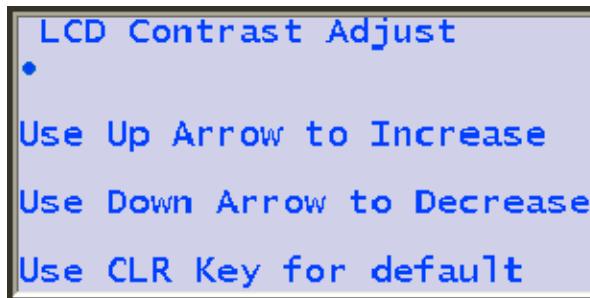 LCD Contrast Adjust
•
Use Up Arrow to Increase
Use Down Arrow to Decrease
Use CLR Key for default